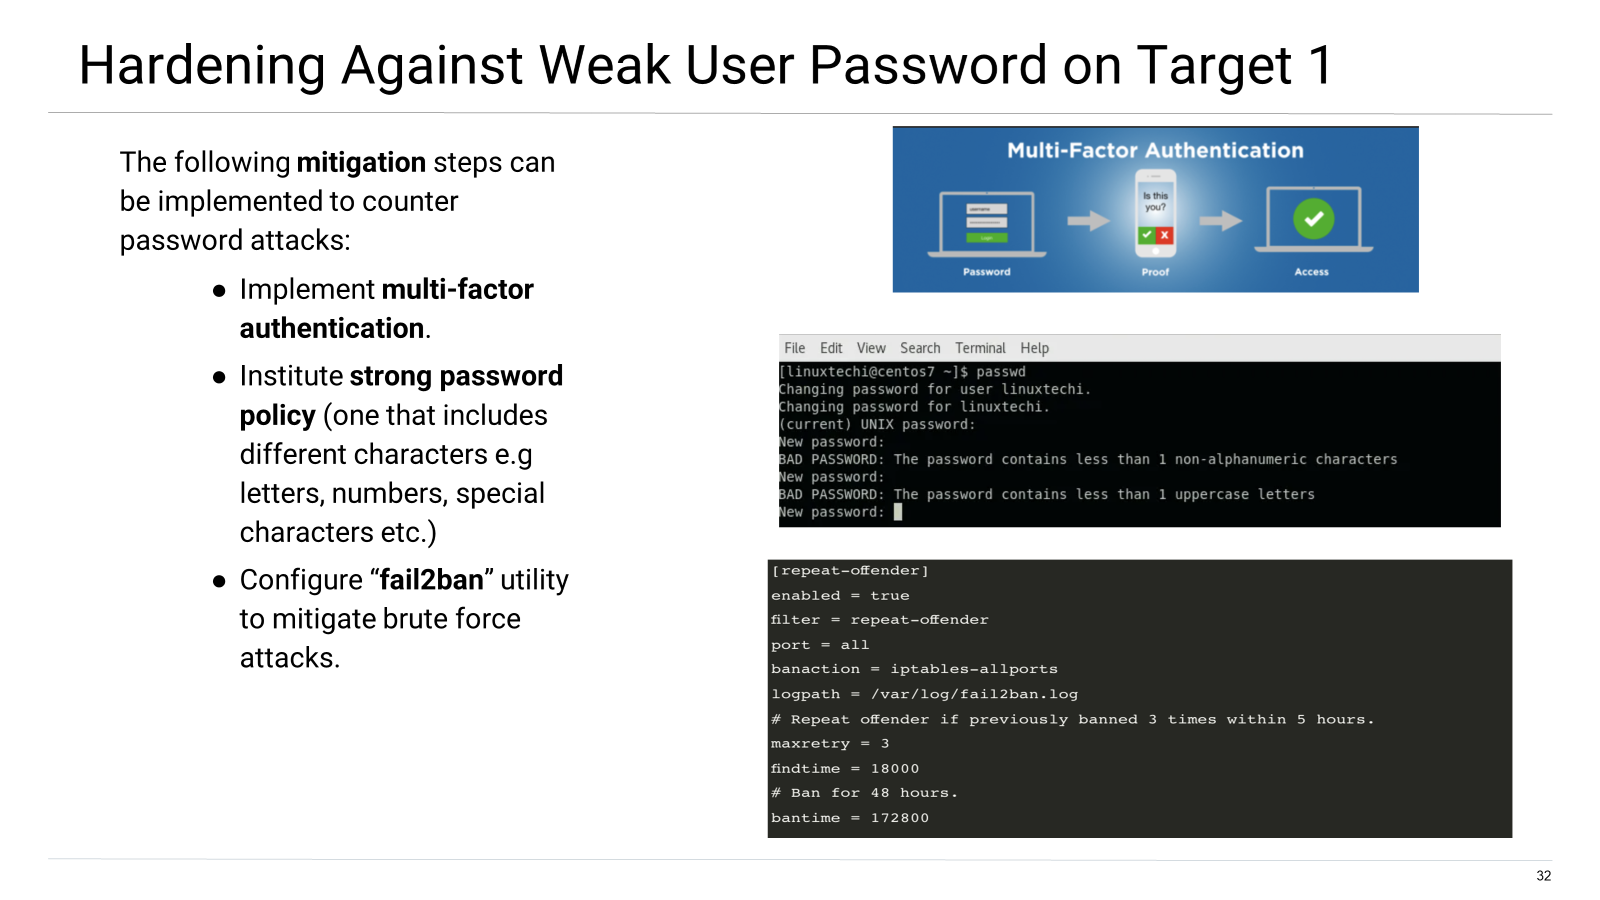 Hardening Against Weak User Password on Target 1
The following mitigation steps can
be implemented to counter
password attacks:
● Implement multi-factor
authentication.
● Institute strong password
policy (one that includes
different characters e.g
letters, numbers, special
characters etc.)
● Configure “fail2ban” utility
to mitigate brute force
attacks.
Multi-Factor Authentication
username
Login
Is this
you?
Password
Proof
Access
File Edit View Search Terminal Help
[linuxtechi@centos7 ~]$ passwd
Changing password for user linuxtechi.
Changing password for linuxtechi.
(current) UNIX password:
New password:
BAD PASSWORD: The password contains less than 1 non-alphanumeric characters
New password:
BAD PASSWORD: The password contains less than 1 uppercase letters
New password:
[repeat-offender]
enabled = true
filter = repeat-offender
port = all
banaction = iptables-allports
logpath = /var/log/fail2ban.log
# Repeat offender if previously banned 3 times within 5 hours.
maxretry = 3
findtime = 18000
# Ban for 48 hours.
bantime = 172800
32